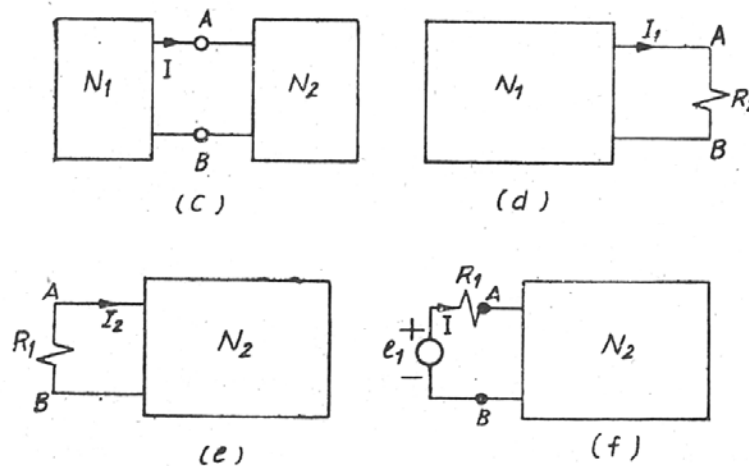 A
I
N1
N2
B
(c)
I1
A
N1
R2
B
(d)
A
I2
R1
N2
B
(e)
R1
A
+
I
e1
N2
-
B
(f)